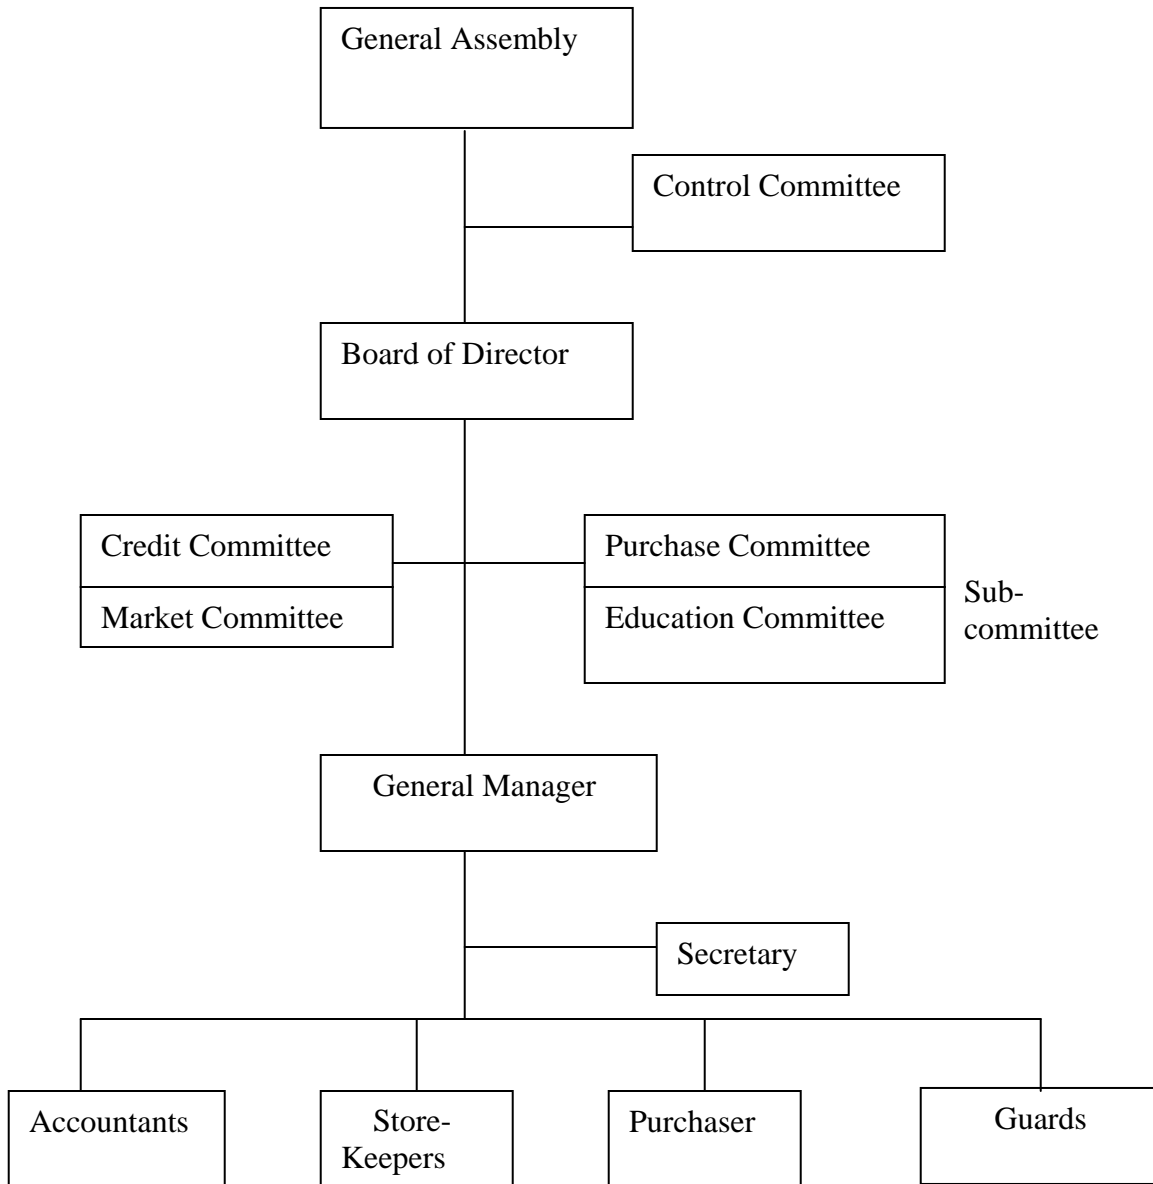 General Assembly
Control Committee
Board of Director
Credit Committee
Market Committee
Purchase Committee
Education Committee
Sub-
committee
General Manager
Secretary
Accountants
Store-
Keepers
Purchaser
Guards